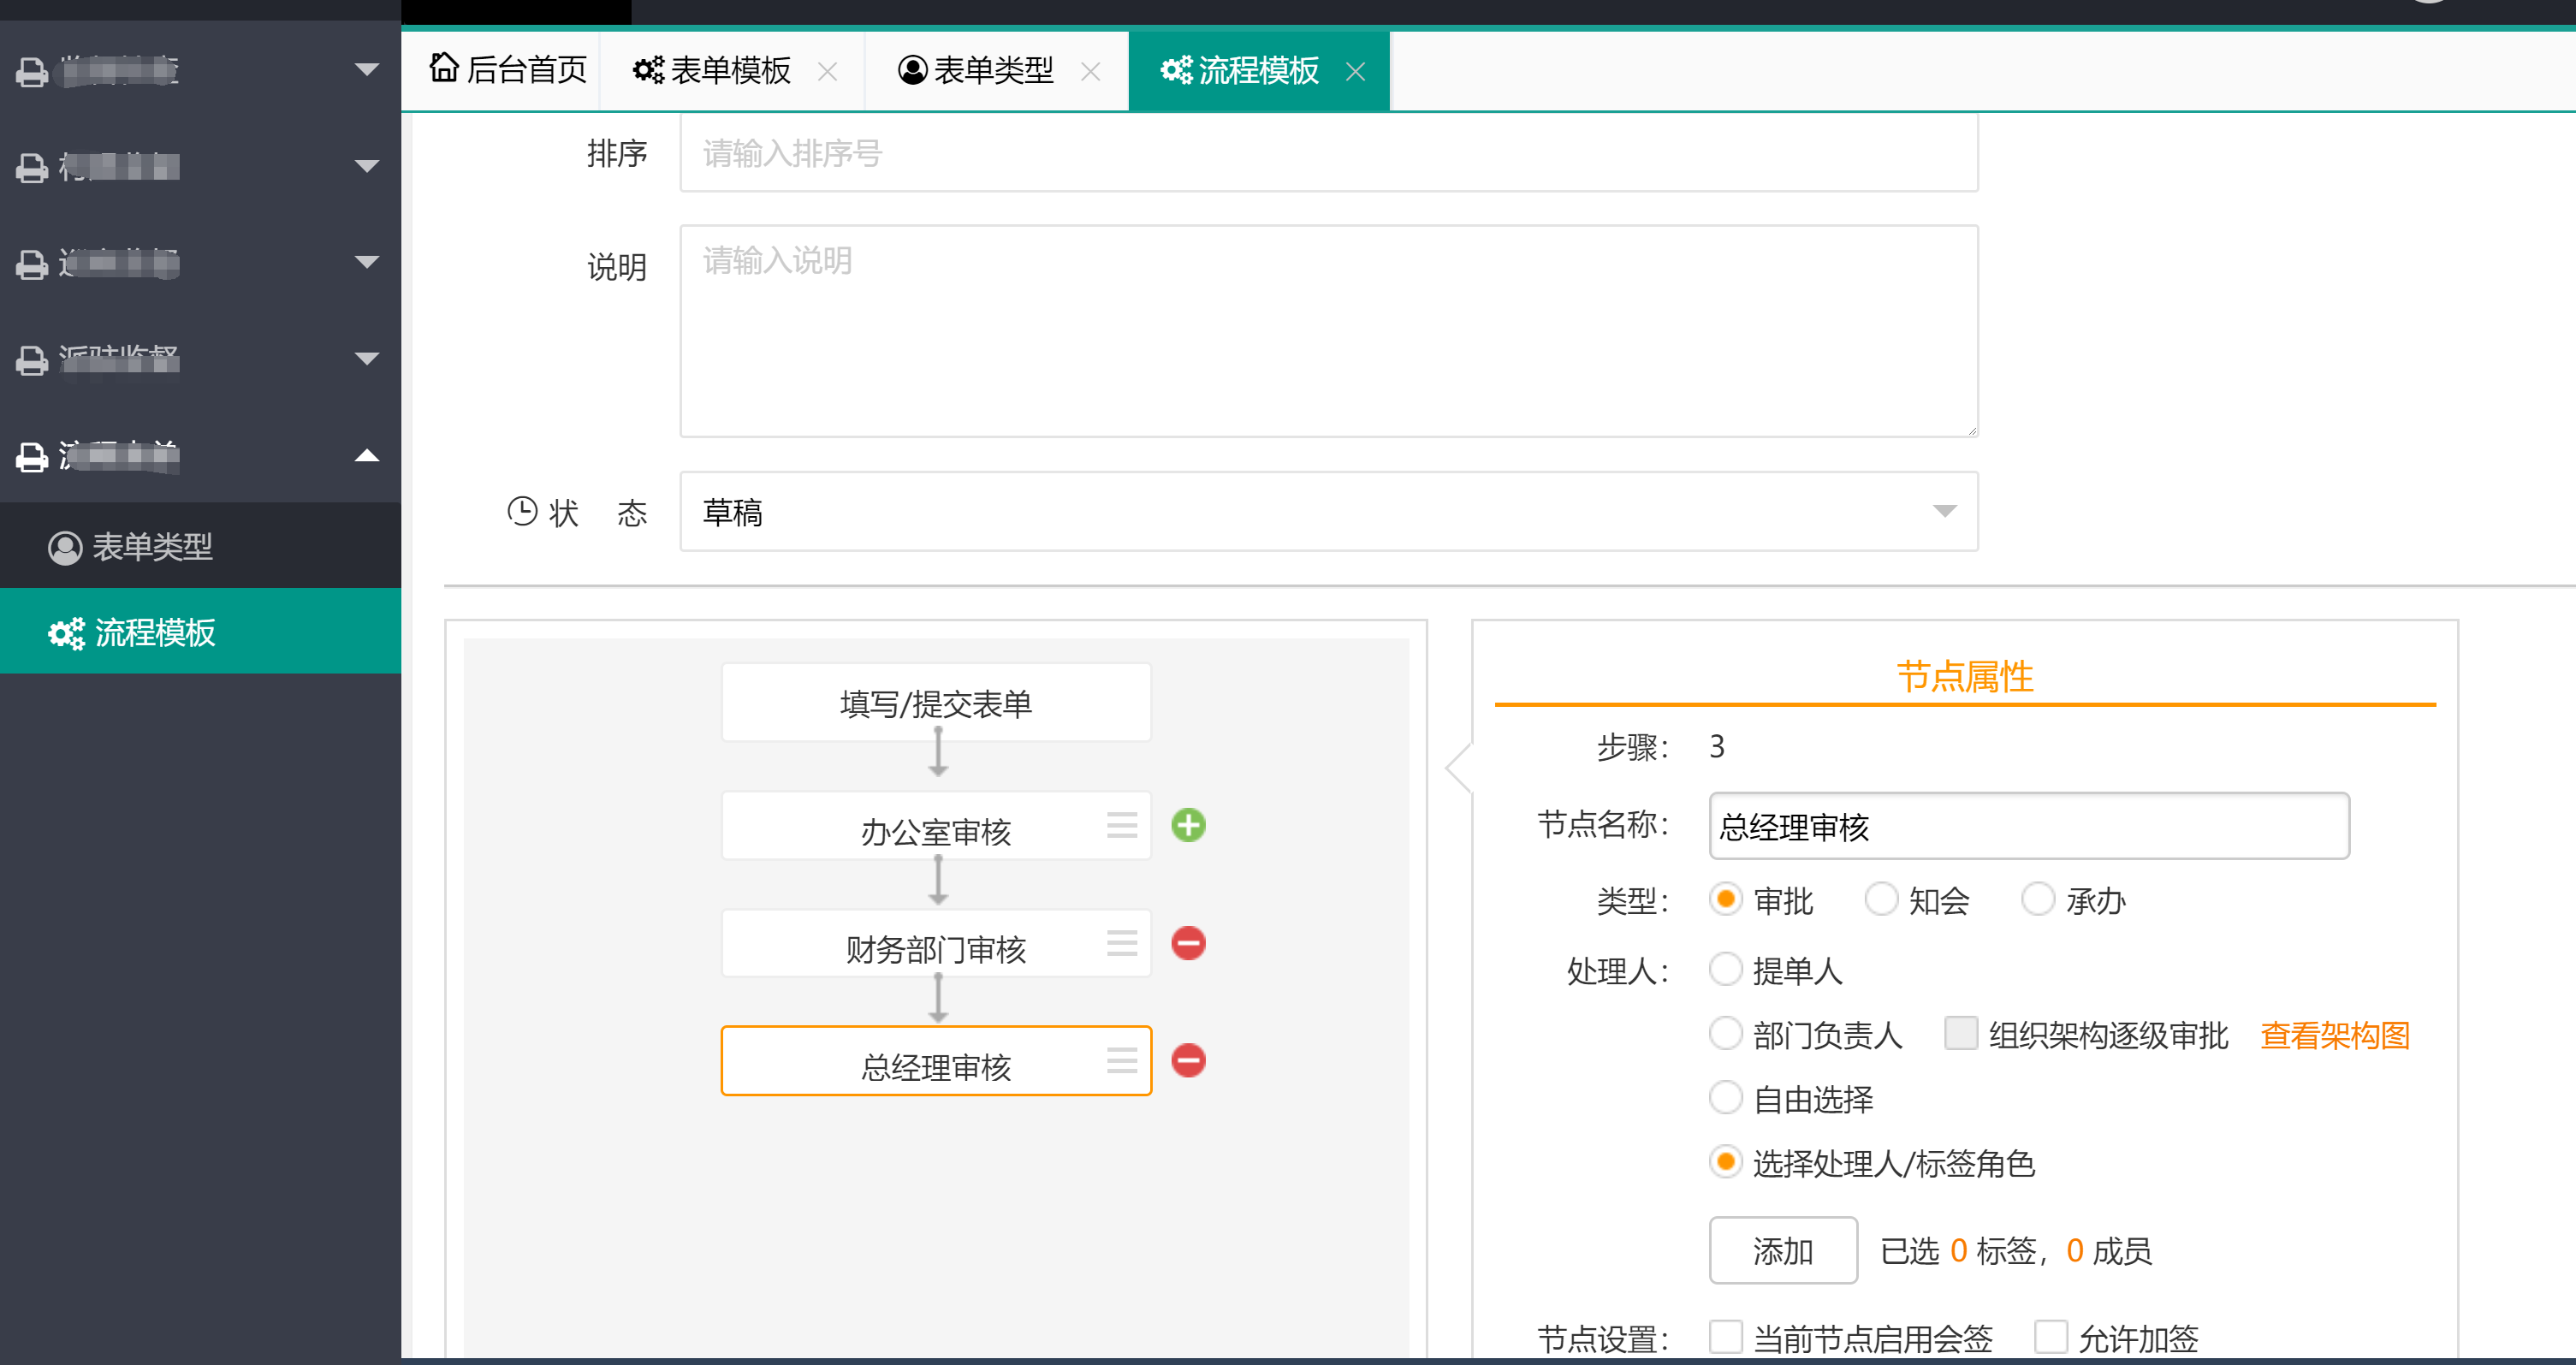 后台首页
表单模板
表单类型
流程模板
派驻监督
表单类型
流程模板
排序
请输入排序号
说明
请输入说明
状 态
草稿
填写/提交表单
办公室审核
财务部门审核
总经理审核
节点属性
步骤: 3
节点名称: 总经理审核
类型: 审批 知会 承办
处理人: 提单人
部门负责人 组织架构逐级审批 查看架构图
自由选择
选择处理人/标签角色
添加 已选 0 标签, 0 成员
节点设置: 当前节点启用会签 允许加签